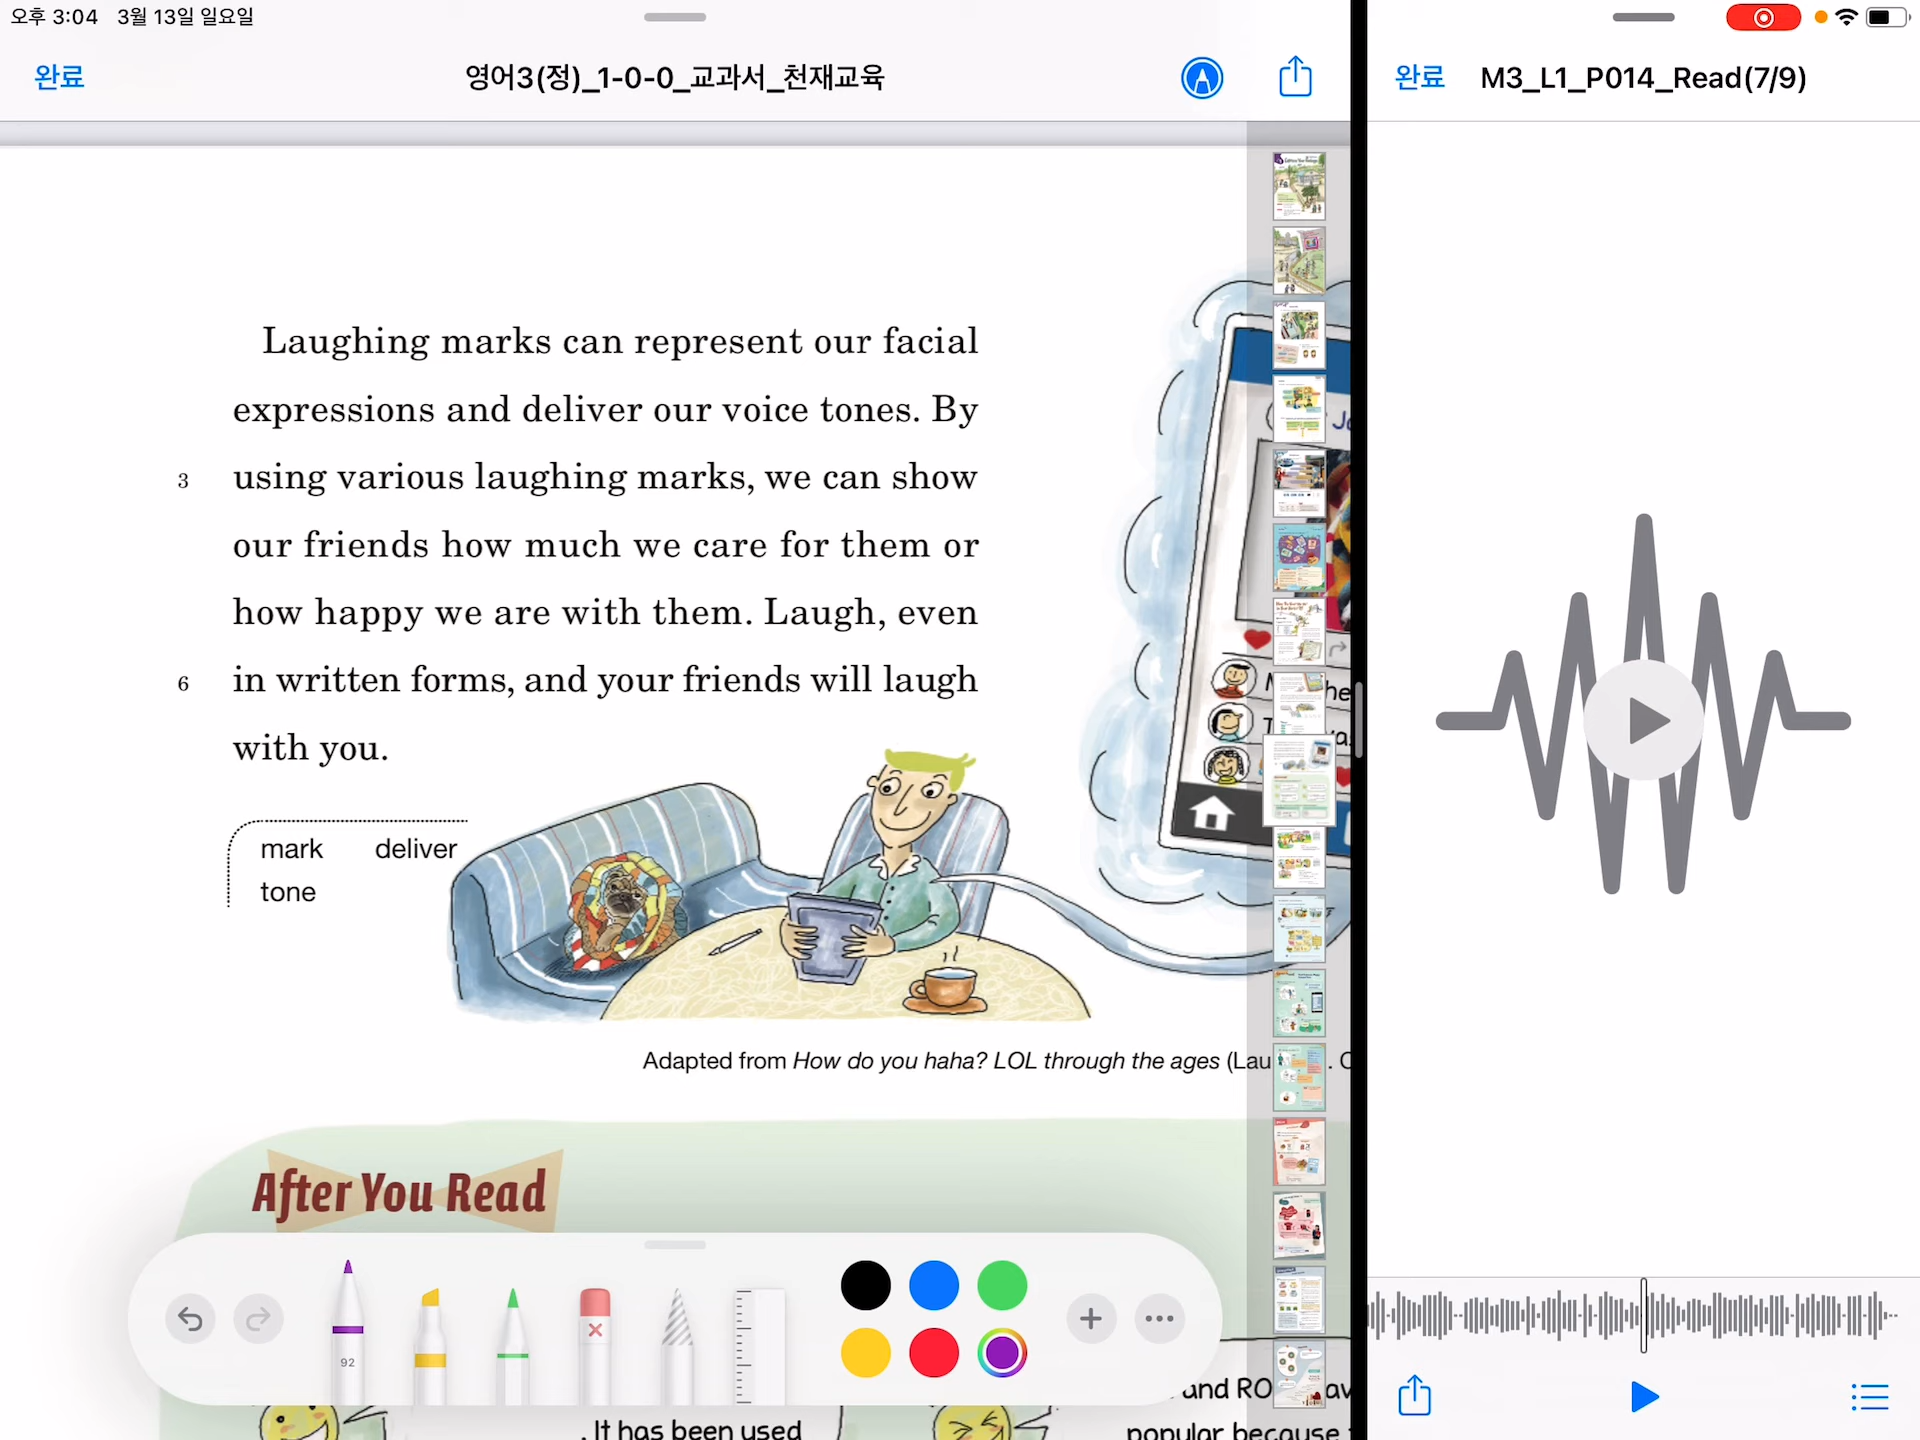 오후 3:04 3월 13일 일요일
완료
영어3(정)_1-0-0_교과서_천재교육
완료
M3_L1_P014_Read(7/9)
Laughing marks can represent our facial
expressions and deliver our voice tones. By
3 using various laughing marks, we can show
our friends how much we care for them or
how happy we are with them. Laugh, even
6 in written forms, and your friends will laugh
with you.
mark deliver
tone
Adapted from How do you haha? LOL through the ages (Lau
After You Read
92
and RO
. It has been used
popular because